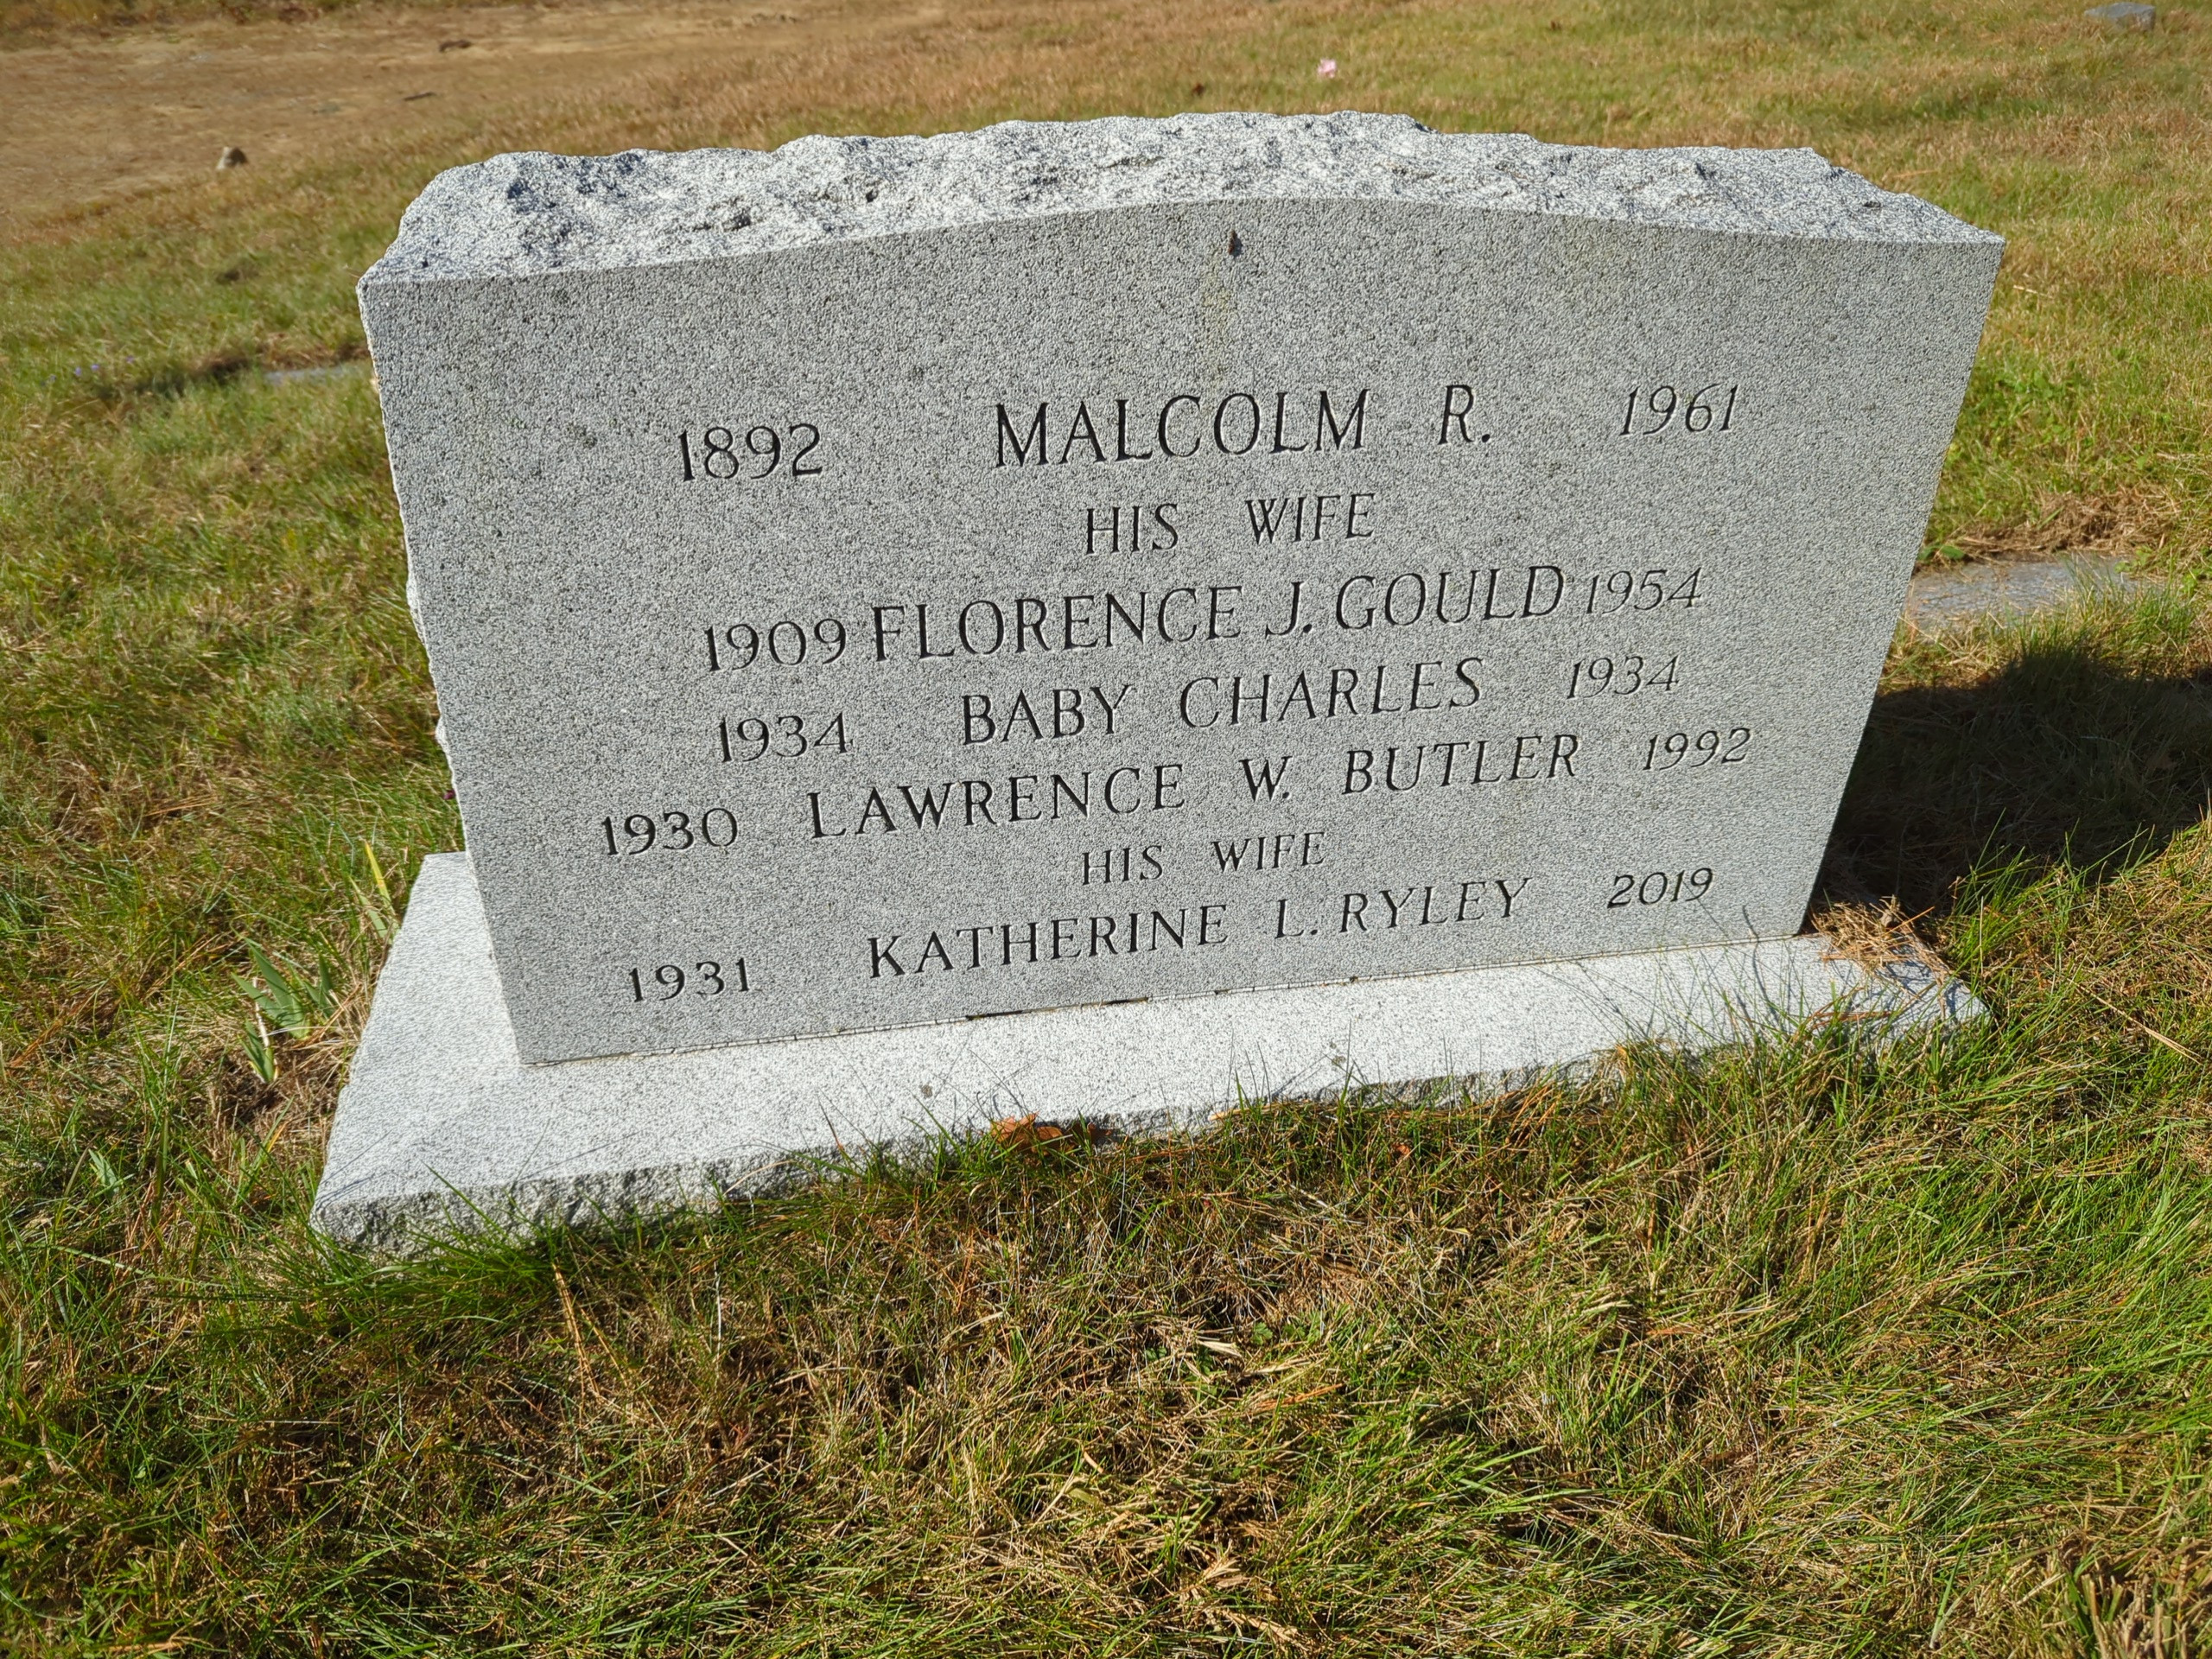 1892 MALCOLM R. 1961
HIS WIFE
1909 FLORENCE J. GOULD 1954
1934 BABY CHARLES 1934
1930 LAWRENCE W. BUTLER 1992
HIS WIFE
1931 KATHERINE L. RYLEY 2019